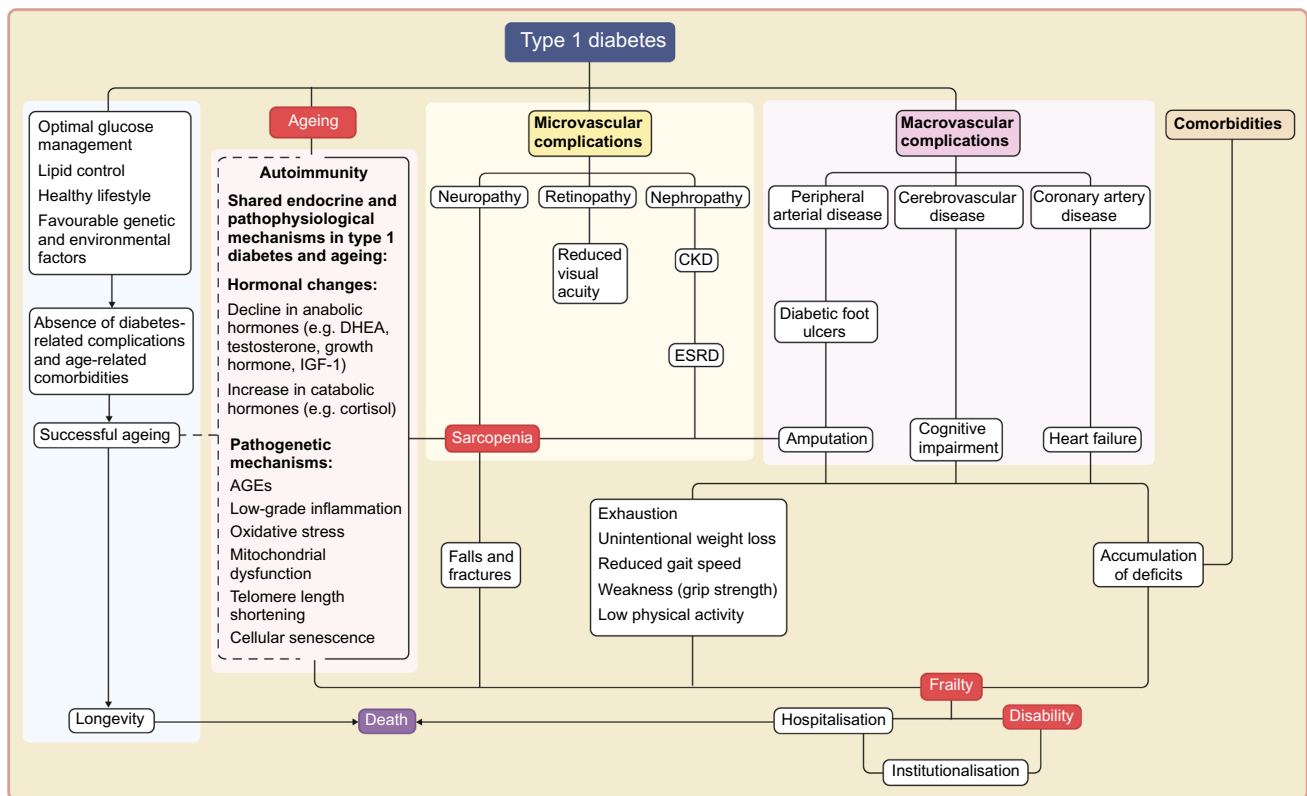 Type 1 diabetes
Optimal glucose
management
Lipid control
Healthy lifestyle
Favourable genetic
and environmental
factors
Absence of diabetes-
related complications
and age-related
comorbidities
Successful ageing
Longevity
Ageing
Autoimmunity
Shared endocrine and
pathophysiological
mechanisms in type 1
diabetes and ageing:
Hormonal changes:
Decline in anabolic
hormones (e.g. DHEA,
testosterone, growth
hormone, IGF-1)
Increase in catabolic
hormones (e.g. cortisol)
Pathogenetic
mechanisms:
AGEs
Low-grade inflammation
Oxidative stress
Mitochondrial
dysfunction
Telomere length
shortening
Cellular senescence
Microvascular
complications
Neuropathy
Retinopathy
Nephropathy
Reduced
visual
acuity
CKD
ESRD
Sarcopenia
Falls and
fractures
Macrovascular
complications
Peripheral
arterial disease
Cerebrovascular
disease
Coronary artery
disease
Diabetic foot
ulcers
Amputation
Cognitive
impairment
Heart failure
Comorbidities
Exhaustion
Unintentional weight loss
Reduced gait speed
Weakness (grip strength)
Low physical activity
Accumulation
of deficits
Frailty
Death
Hospitalisation
Disability
Institutionalisation